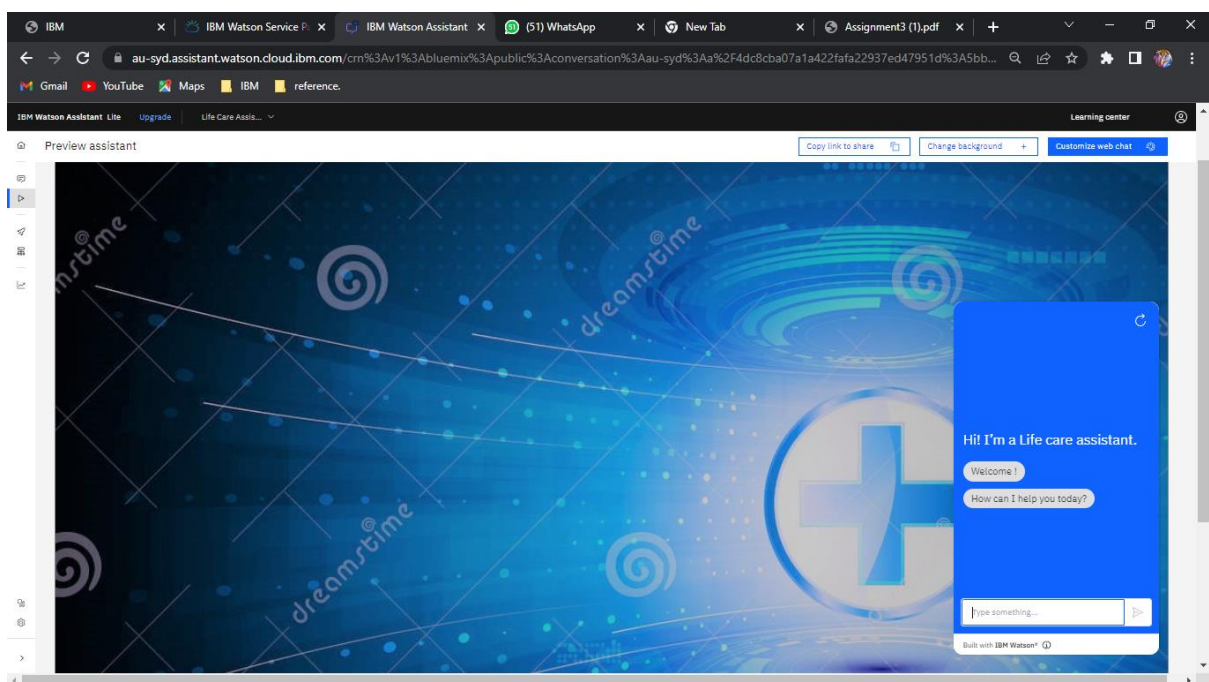 IBM
IBM Watson Service P
IBM Watson Assistant
(51) WhatsApp
New Tab
Assignment3 (1).pdf
au-syd.assistant.watson.cloud.ibm.com/crn%3Av1%3Abluemix%3Apublic%3Aconversation%3Aau-syd%3Aa%2F4dc8cba07a1a422fafa22937ed47951d%3A5bb...
Gmail
YouTube
Maps
IBM
reference.
IBM Watson Assistant Lite
Upgrade
Life Care Assis...
Learning center
Preview assistant
Copy link to share
Change background +
Customize web chat
dreamstime
dreamstime
dreamstime
Hi! I'm a Life care assistant.
Welcome !
How can I help you today?
Type something...
Built with IBM Watson®